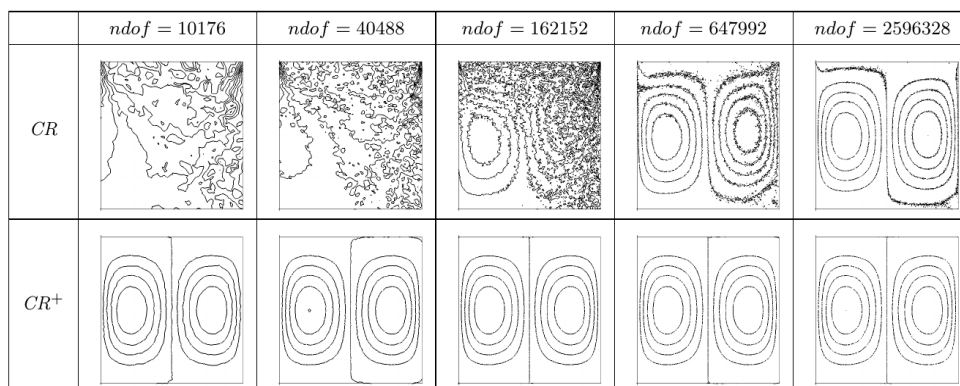 ndof = 10176 ndof = 40488 ndof = 162152 ndof = 647992 ndof = 2596328
CR
CR⁺